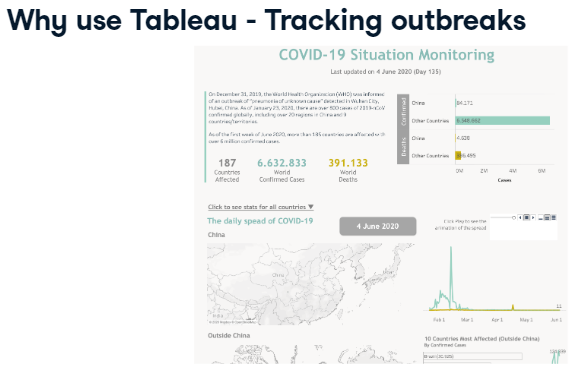 Why use Tableau - Tracking outbreaks
COVID-19 Situation Monitoring
Last updated on 4 June 2020 (Day 135)
On December 31, 2019, the World Health Organization (WHO) was informed
of an outbreak of "pneumonia of unknown cause" detected in Wuhan City,
Hubei, China. As of January 23, 2020, there are over 800 cases of 2019-nCoV
confirmed globally, including over 20 regions in China and 9
countries/territories.
As of the first week of June 2020, more than 185 countries are affected with
over 6 million confirmed cases.
187
Countries
Affected
6.632.833
World
Confirmed Cases
391.133
World
Deaths
Confirmed
China
84.171
Other Countries
Deaths
China
4.638
Other Countries
0M 2M 4M 6M
Cases
Click to see stats for all countries ▼
The daily spead of COVID-19
4 June 2020
Click Play to see the
animation of the spread
China
China
Feb 1 Mar 1 Apr 1 May 1 Jun 1
Outside China
10 Countries Most Affected (Outside China)
By Confirmed Cases